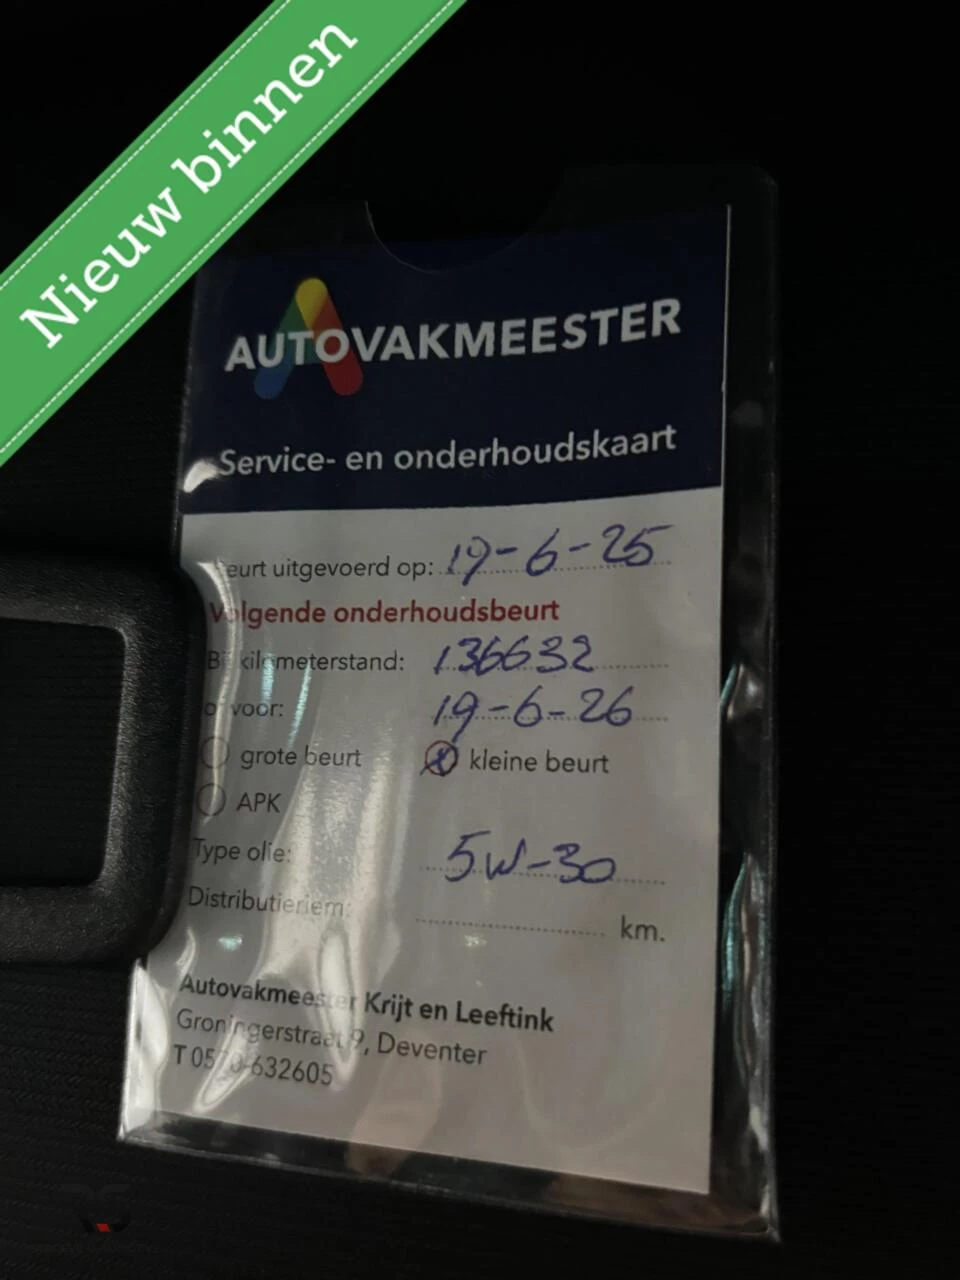 Nieuw binnen
AUTOVAKMEESTER
Service- en onderhoudskaart
eurt uitgevoerd op: 19-6-25
Volgende onderhoudsbeurt
Bij kilometerstand: 136632
of voor: 19-6-26
grote beurt kleine beurt
APK
Type olie: 5W-30
Distributieriem: km.
Autovakmeester Krijt en Leeftink
Groningerstraat 9, Deventer
T 0570-632605
RS